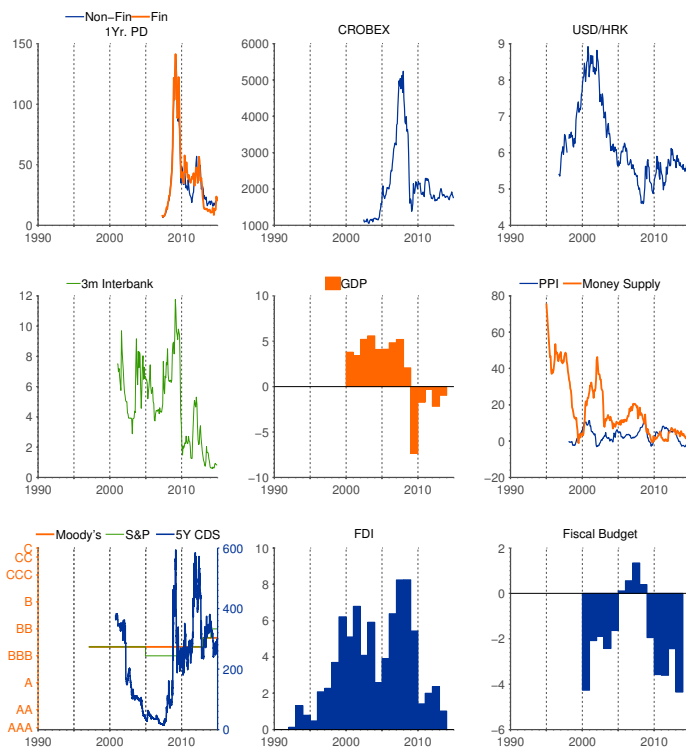 Non−Fin Fin
1Yr. PD
CROBEX
USD/HRK
150
100
50
0
1990 2000 2010
6000
5000
4000
3000
2000
1000
1990 2000 2010
9
8
7
6
5
4
1990 2000 2010
3m Interbank
GDP
PPI Money Supply
12
10
8
6
4
2
0
1990 2000 2010
10
5
0
−5
−10
1990 2000 2010
80
60
40
20
0
−20
1990 2000 2010
Moody's S&P 5Y CDS
FDI
Fiscal Budget
C
CC
CCC
B
BB
BBB
A
AA
AAA
600
400
200
0
1990 2000 2010
10
8
6
4
2
0
1990 2000 2010
2
0
−2
−4
−6
1990 2000 2010